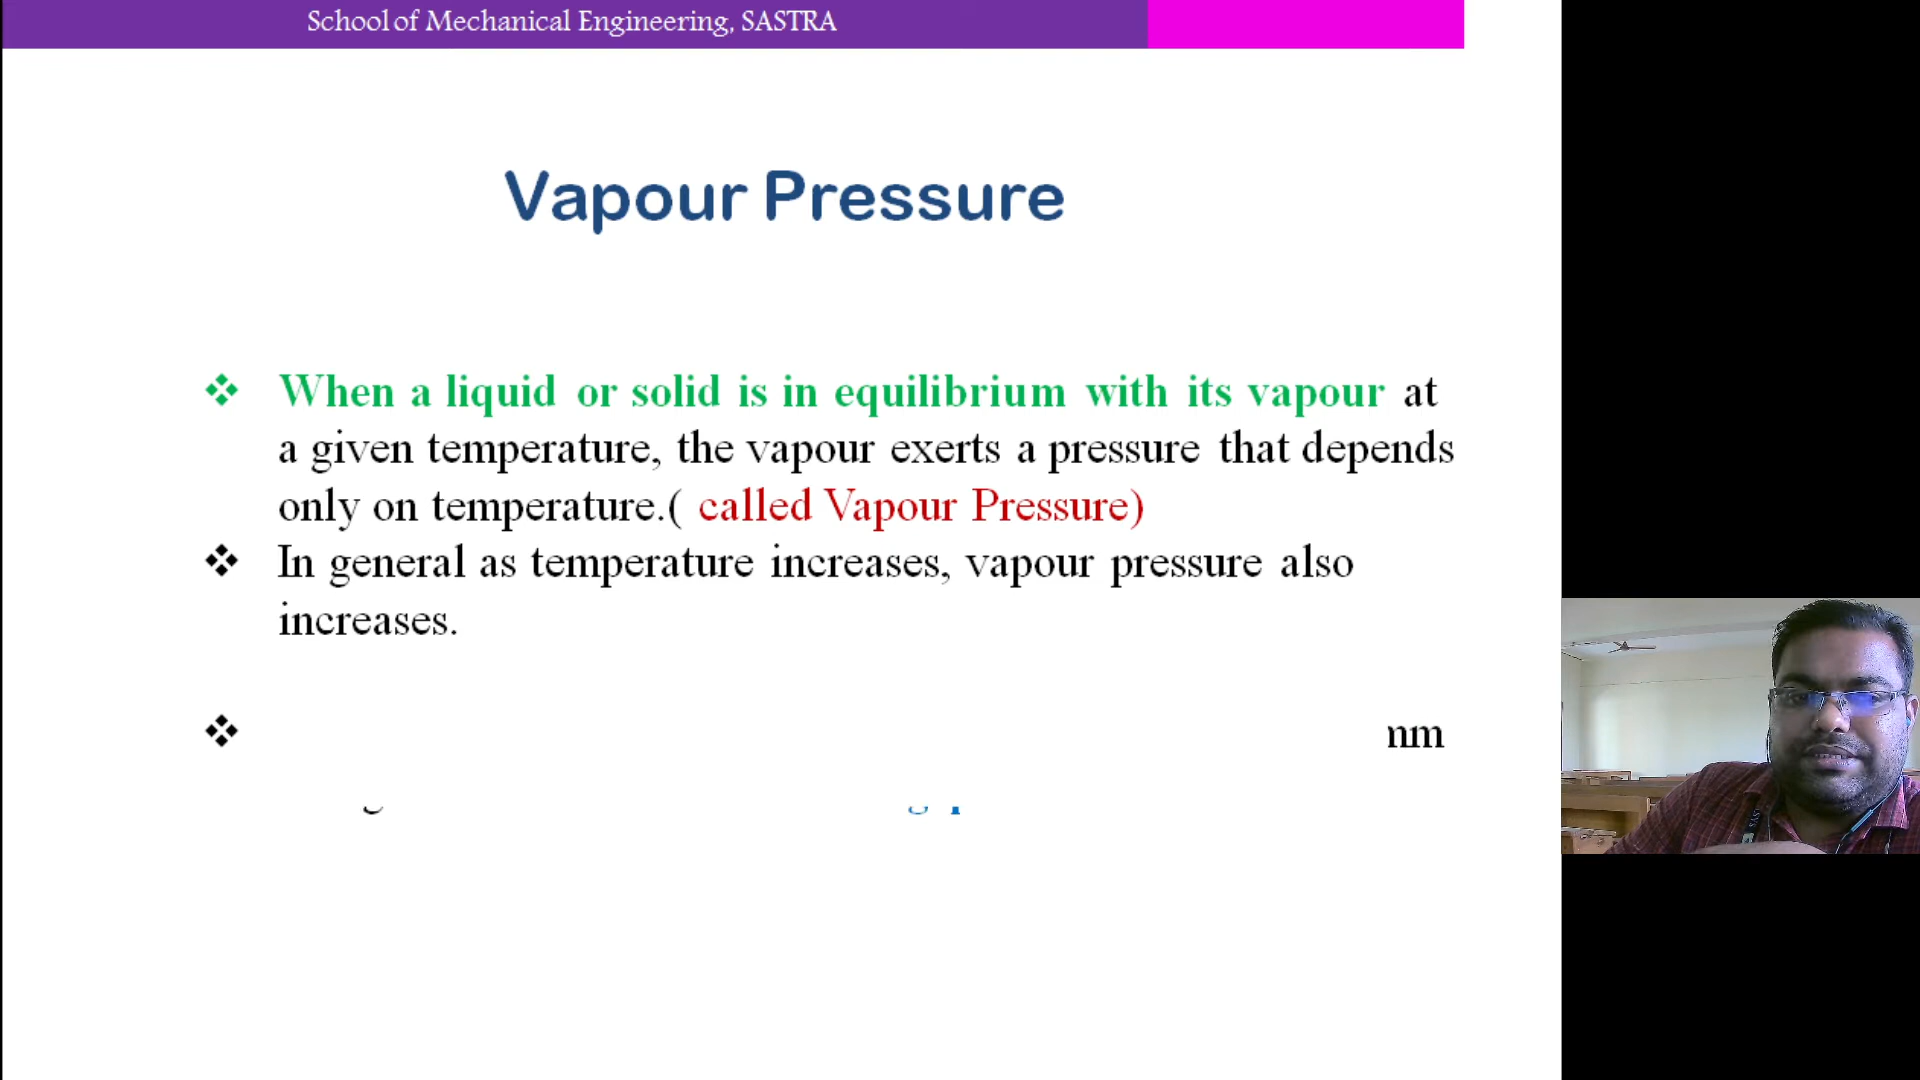 School of Mechanical Engineering, SASTRA
Vapour Pressure
❖ When a liquid or solid is in equilibrium with its vapour at
a given temperature, the vapour exerts a pressure that depends
only on temperature.( called Vapour Pressure)
❖ In general as temperature increases, vapour pressure also
increases.
❖